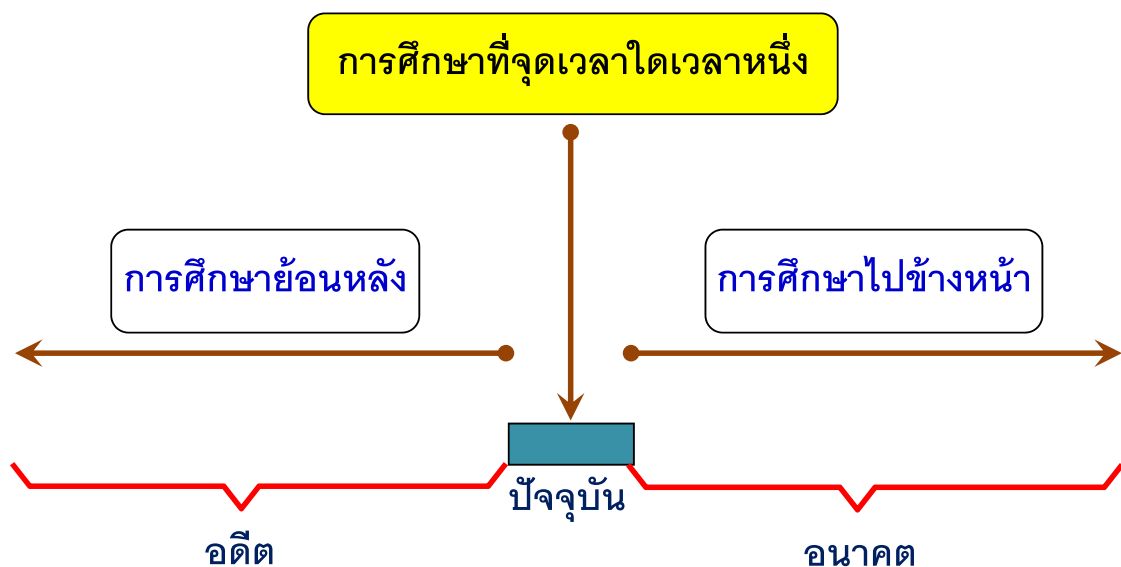 การศึกษาที่จุดเวลาใดเวลาหนึ่ง
การศึกษาย้อนหลัง
การศึกษาไปข้างหน้า
ปัจจุบัน
อดีต
อนาคต